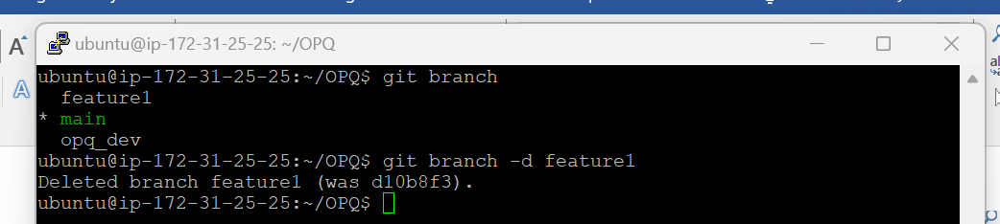 ubuntu@ip-172-31-25-25: ~/OPQ
ubuntu@ip-172-31-25-25:~/OPQ$ git branch
  feature1
* main
  opq_dev
ubuntu@ip-172-31-25-25:~/OPQ$ git branch -d feature1
Deleted branch feature1 (was d10b8f3).
ubuntu@ip-172-31-25-25:~/OPQ$